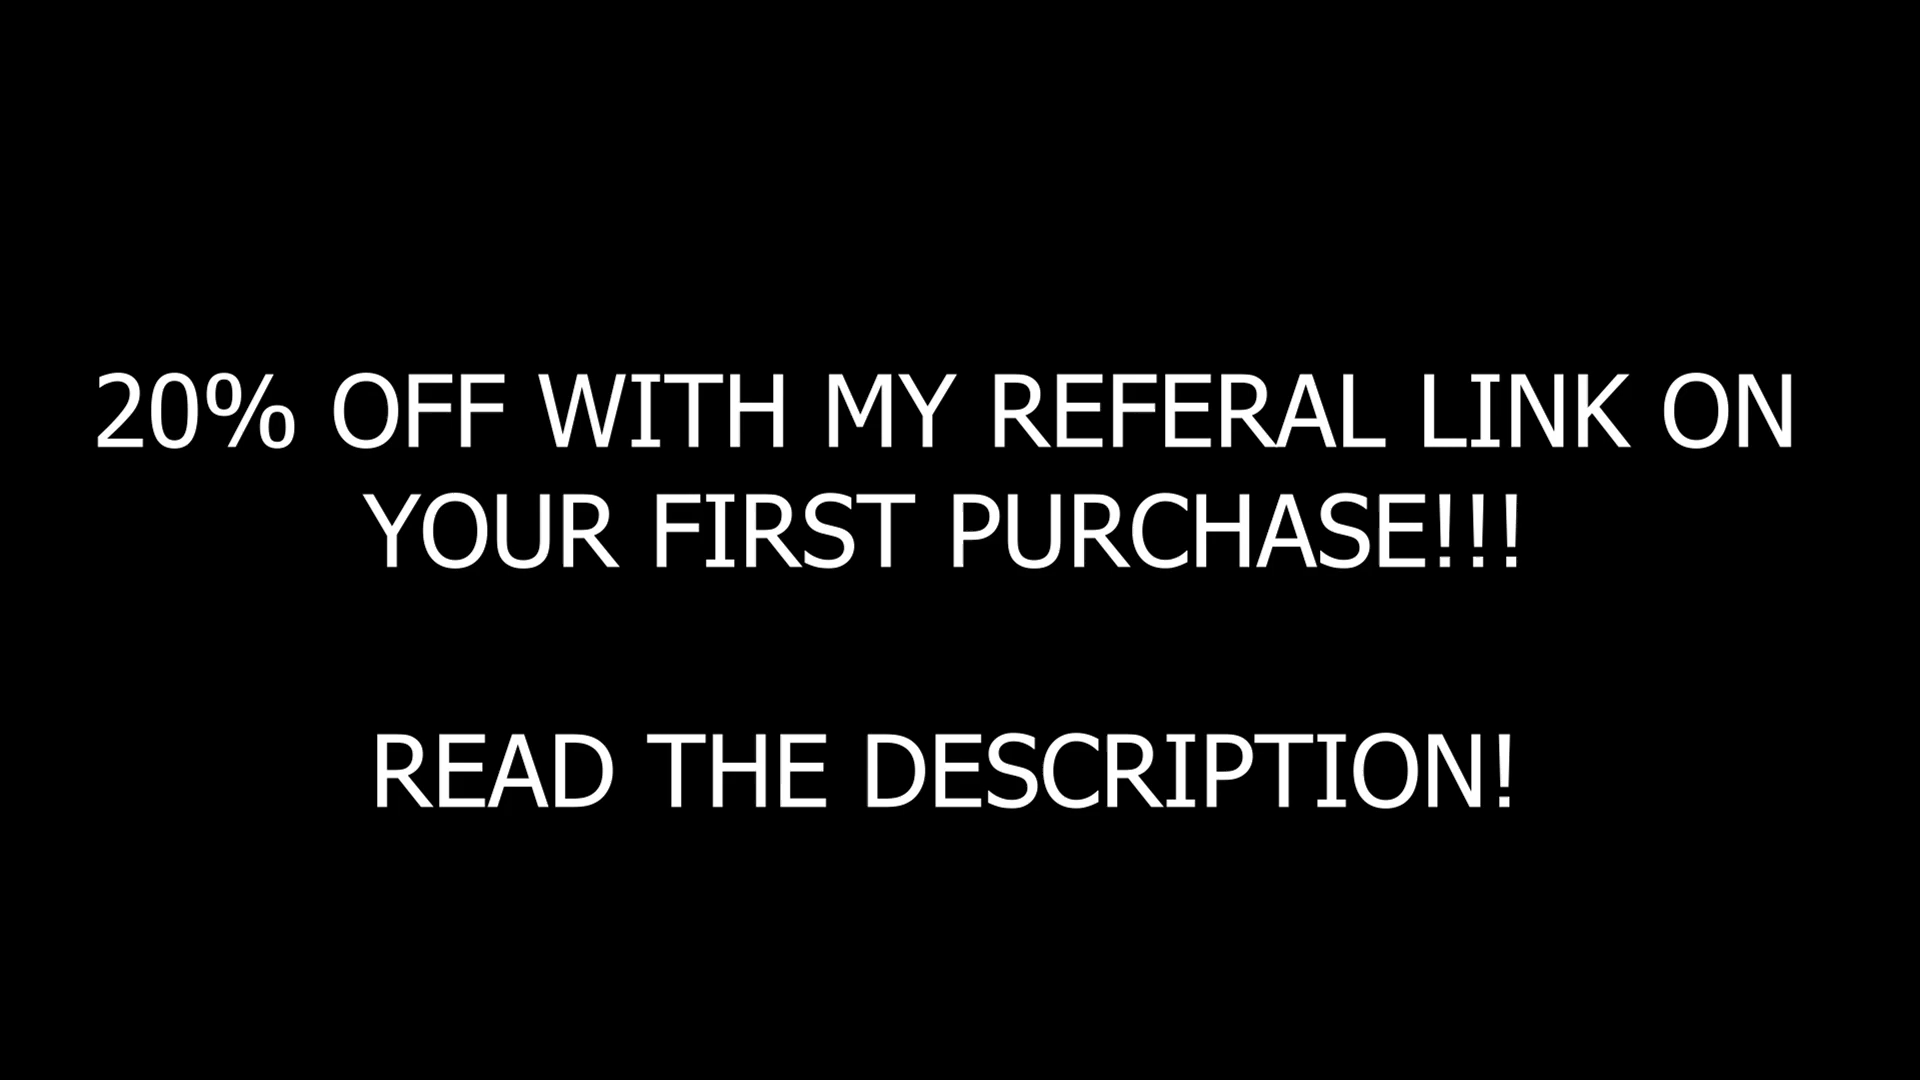 20% OFF WITH MY REFERAL LINK ON
YOUR FIRST PURCHASE!!!
READ THE DESCRIPTION!